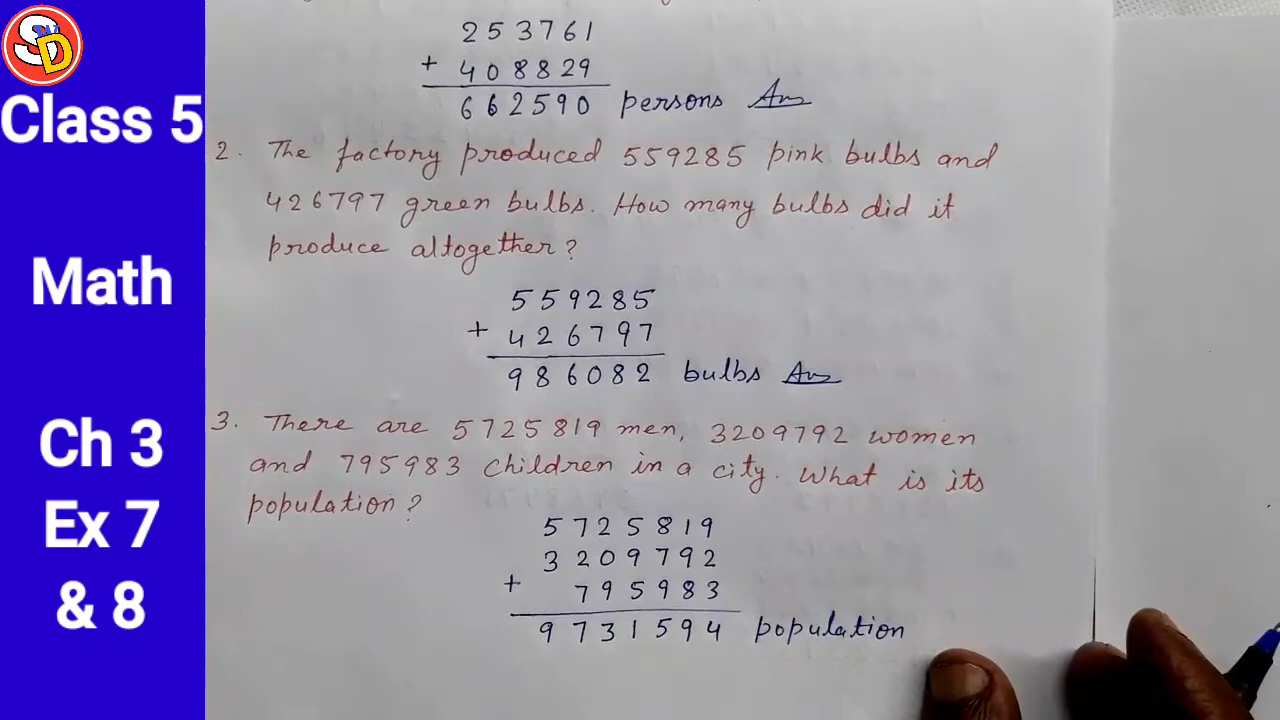 SD
Class 5
Math
Ch 3
Ex 7
& 8
253761
+ 408829
662590 persons Ans
2. The factory produced 559285 pink bulbs and
426797 green bulbs. How many bulbs did it
produce altogether?
559285
+ 426797
986082 bulbs Ans
3. There are 5725819 men, 3209792 women
and 795983 children in a city. What is its
population?
5725819
3209792
+ 795983
9731594 population